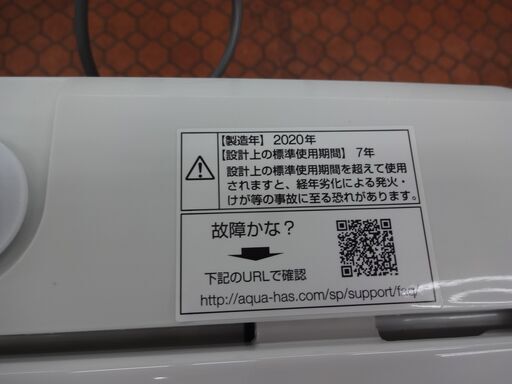 【製造年】 2020年
【設計上の標準使用期間】 7年
設計上の標準使用期間を超えて使用
されますと、経年劣化による発火・
けが等の事故に至る恐れがあります。
故障かな？
下記のURLで確認
http://aqua-has.com/sp/support/faq/